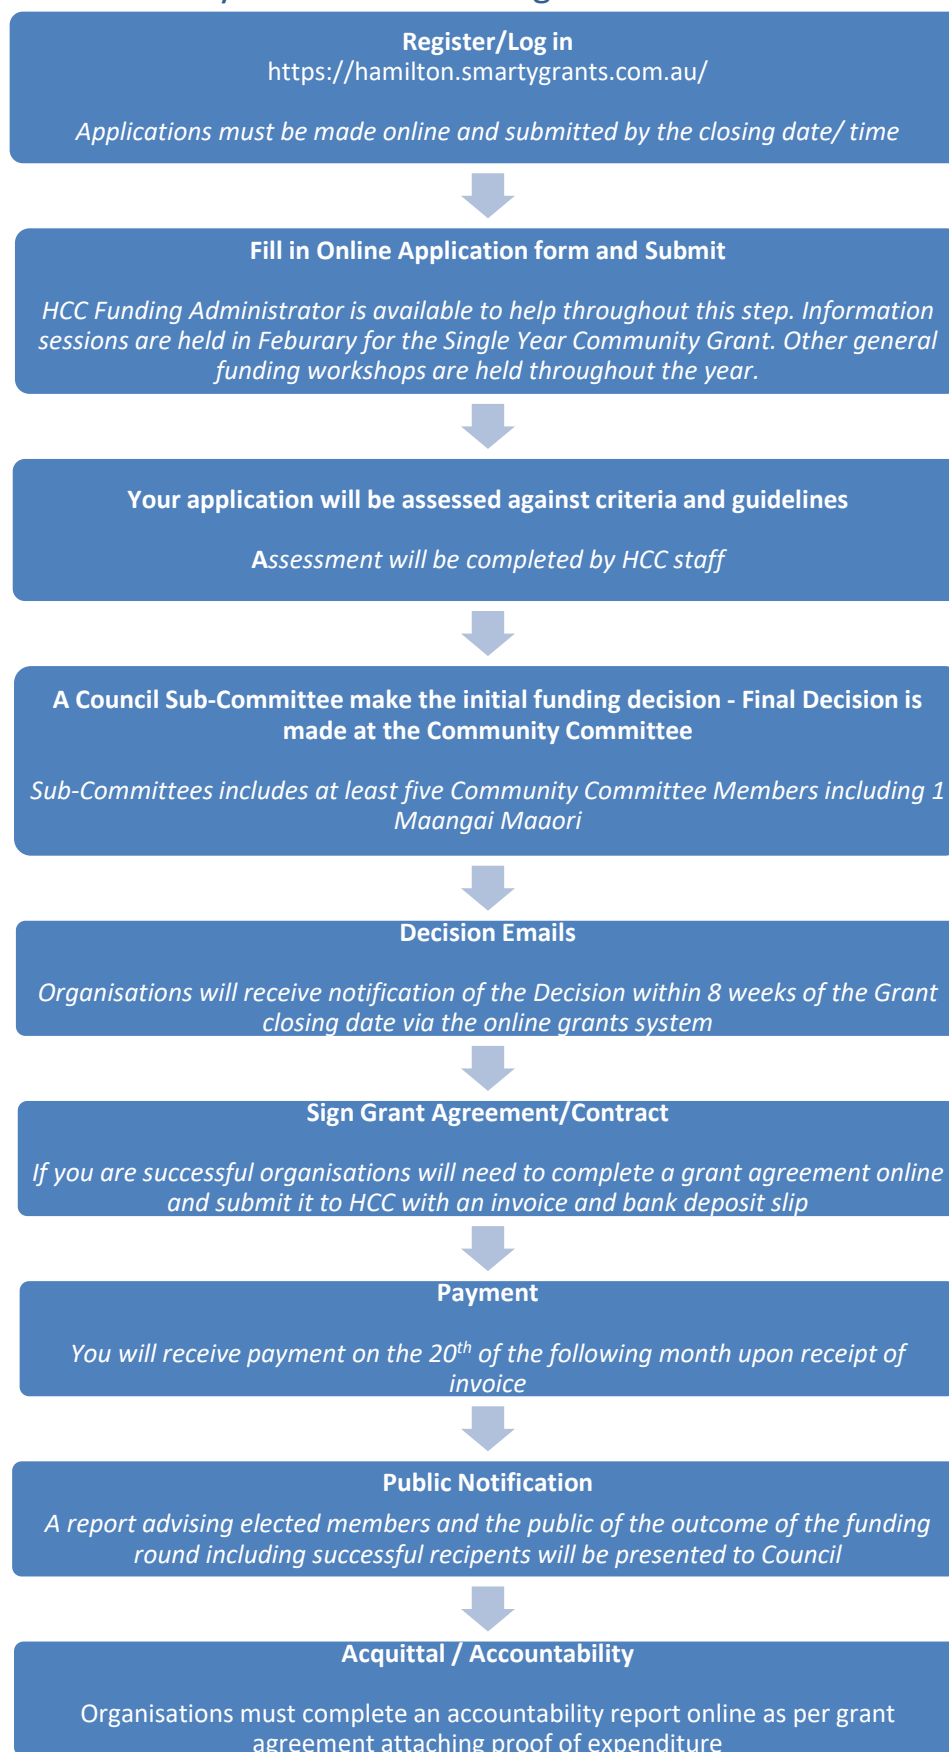 Register/Log in
https://hamilton.smartygrants.com.au/
Applications must be made online and submitted by the closing date/ time
Fill in Online Application form and Submit
HCC Funding Administrator is available to help throughout this step. Information
sessions are held in Feburary for the Single Year Community Grant. Other general
funding workshops are held throughout the year.
Your application will be assessed against criteria and guidelines
Assessment will be completed by HCC staff
A Council Sub-Committee make the initial funding decision - Final Decision is
made at the Community Committee
Sub-Committees includes at least five Community Committee Members including 1
Maangai Maaori
Decision Emails
Organisations will receive notification of the Decision within 8 weeks of the Grant
closing date via the online grants system
Sign Grant Agreement/Contract
If you are successful organisations will need to complete a grant agreement online
and submit it to HCC with an invoice and bank deposit slip
Payment
You will receive payment on the 20th of the following month upon receipt of
invoice
Public Notification
A report advising elected members and the public of the outcome of the funding
round including successful recipents will be presented to Council
Acquittal / Accountability
Organisations must complete an accountability report online as per grant
agreement attaching proof of expenditure